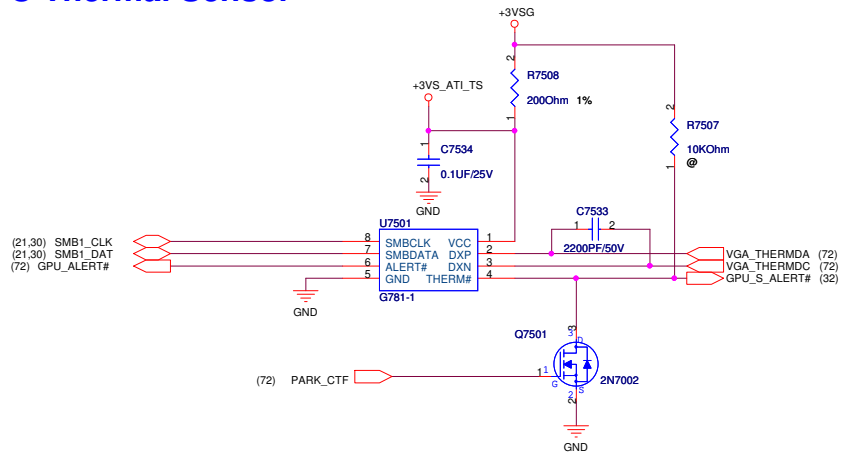 Thermal Sensor
+3VSG
2
R7508
200Ohm 1%
1
+3VS_ATI_TS
1
C7534
0.1UF/25V
2
GND
2
R7507
10KOhm
1
@
C7533
1 2
2200PF/50V
U7501
(21,30) SMB1_CLK 8 SMBCLK VCC 1
(21,30) SMB1_DAT 7 SMBDATA DXP 2 VGA_THERMDA (72)
(72) GPU_ALERT# 6 ALERT# DXN 3 VGA_THERMDC (72)
5 GND THERM# 4 GPU_S_ALERT# (32)
G781-1
GND
Q7501
3
3 D
(72) PARK_CTF 1 1
G
S
2N7002
2
2
GND